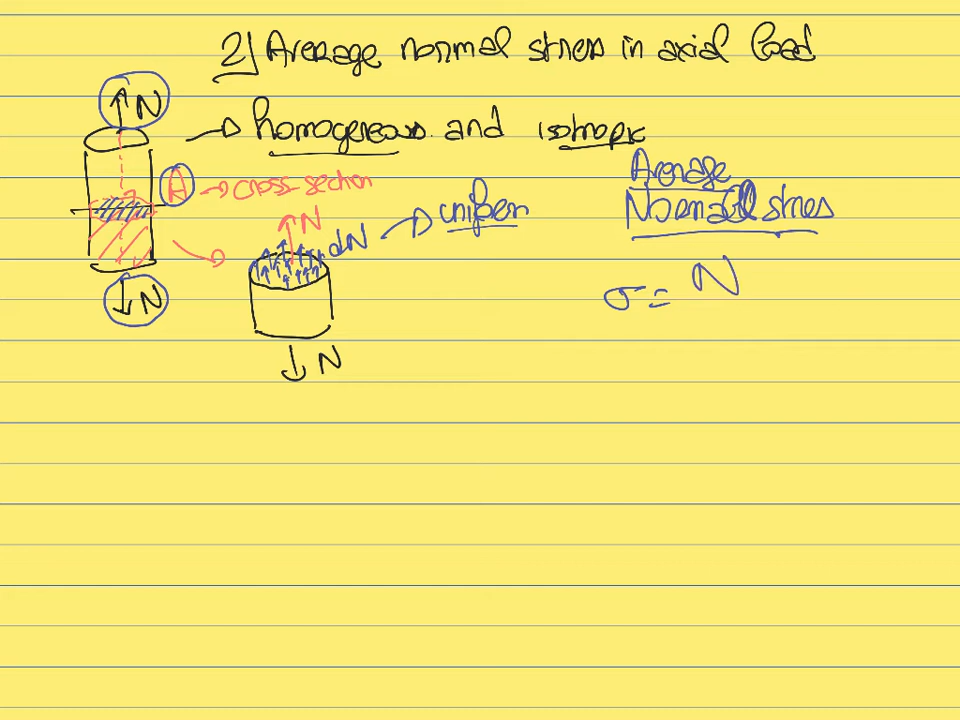 2) Average normal stress in axial load
N
→ homogeneous and isotropic
Average
Normal stress
A → cross-section
N
dN → uniform
σ = N
N
N